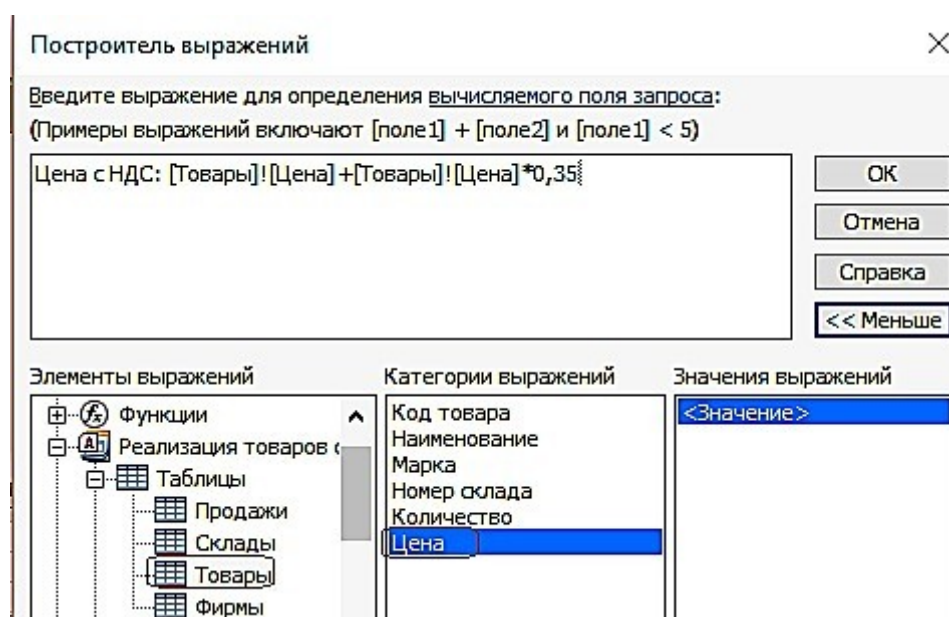 Построитель выражений
Введите выражение для определения вычисляемого поля запроса:
(Примеры выражений включают [поле1] + [поле2] и [поле1] < 5)
Цена с НДС: [Товары]![Цена]+[Товары]![Цена]*0,35
ОК
Отмена
Справка
<< Меньше
Элементы выражений
Категории выражений
Значения выражений
Функции
Реализация товаров с
Таблицы
Продажи
Склады
Товары
Фирмы
Код товара
Наименование
Марка
Номер склада
Количество
Цена
<Значение>